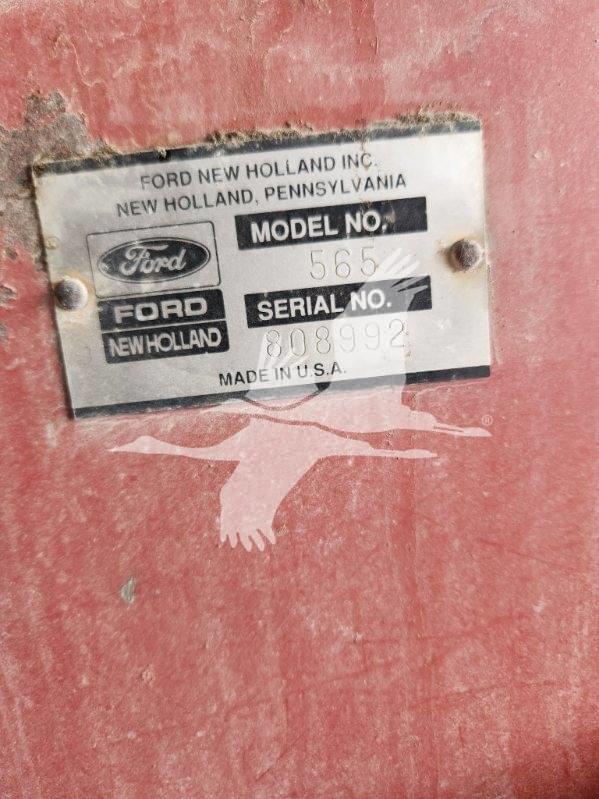 FORD NEW HOLLAND INC.
NEW HOLLAND, PENNSYLVANIA
Ford
MODEL NO.
565
FORD
NEW HOLLAND
SERIAL NO.
808992
MADE IN U.S.A.
®